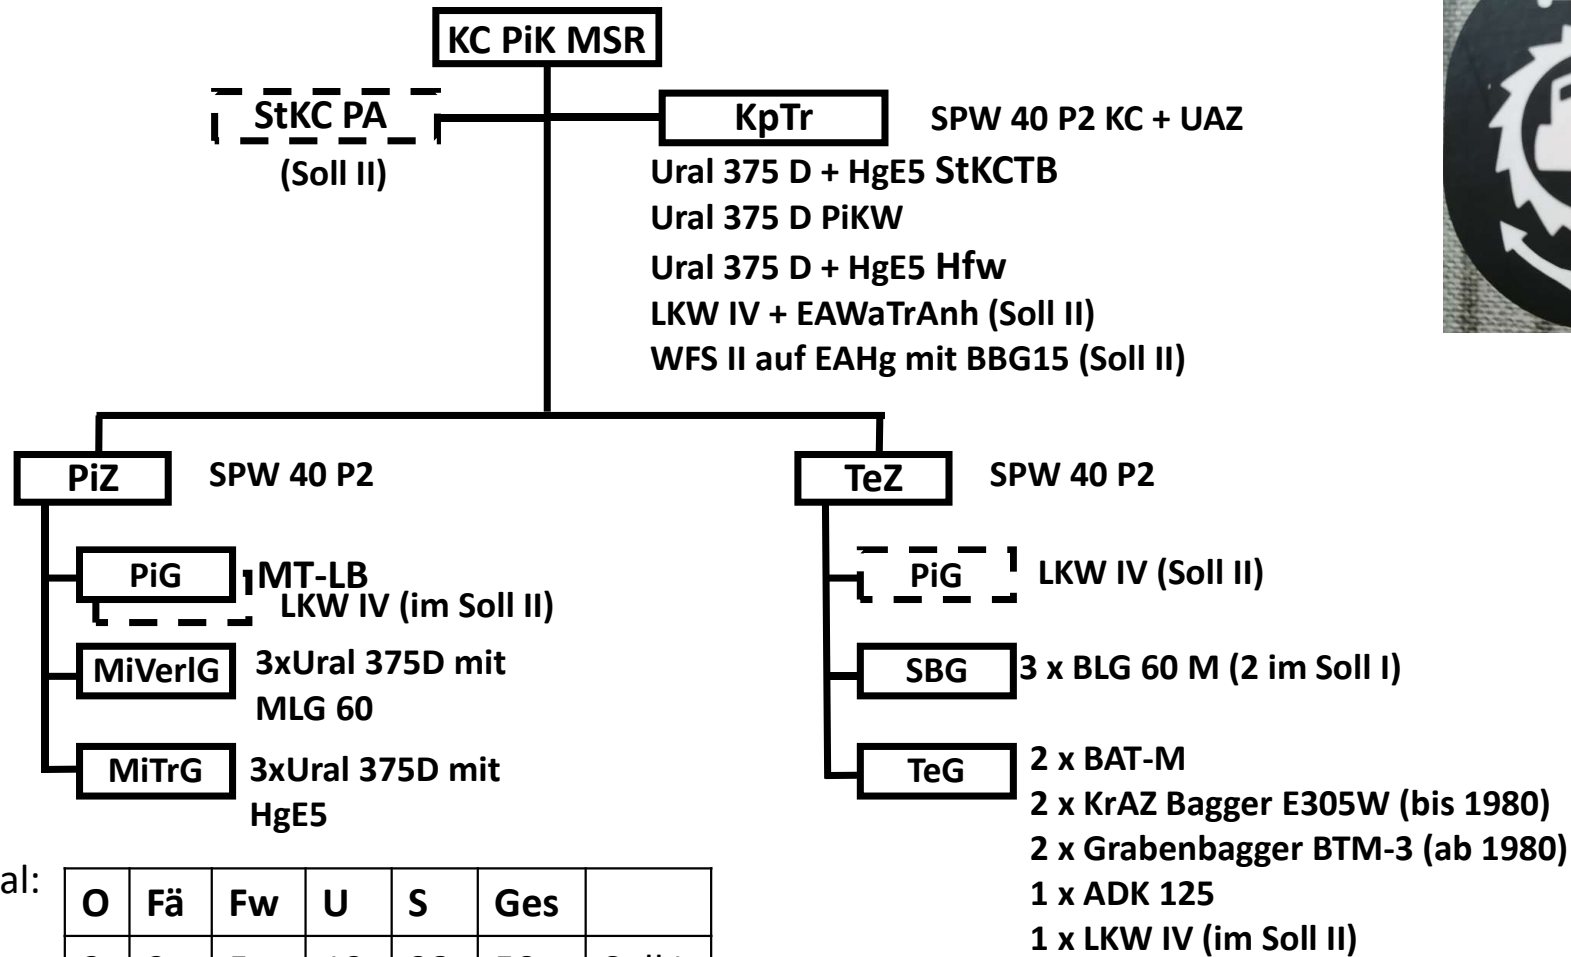 KC PiK MSR
StKC PA
(Soll II)
KpTr
SPW 40 P2 KC + UAZ
Ural 375 D + HgE5 StKCTB
Ural 375 D PiKW
Ural 375 D + HgE5 Hfw
LKW IV + EAWaTrAnh (Soll II)
WFS II auf EAHg mit BBG15 (Soll II)
PiZ
SPW 40 P2
PiG
MT-LB
LKW IV (im Soll II)
MiVerlG
3xUral 375D mit
MLG 60
MiTrG
3xUral 375D mit
HgE5
TeZ
SPW 40 P2
PiG
LKW IV (Soll II)
SBG
3 x BLG 60 M (2 im Soll I)
TeG
2 x BAT-M
2 x KrAZ Bagger E305W (bis 1980)
2 x Grabenbagger BTM-3 (ab 1980)
1 x ADK 125
1 x LKW IV (im Soll II)
al:
O Fä Fw U S Ges